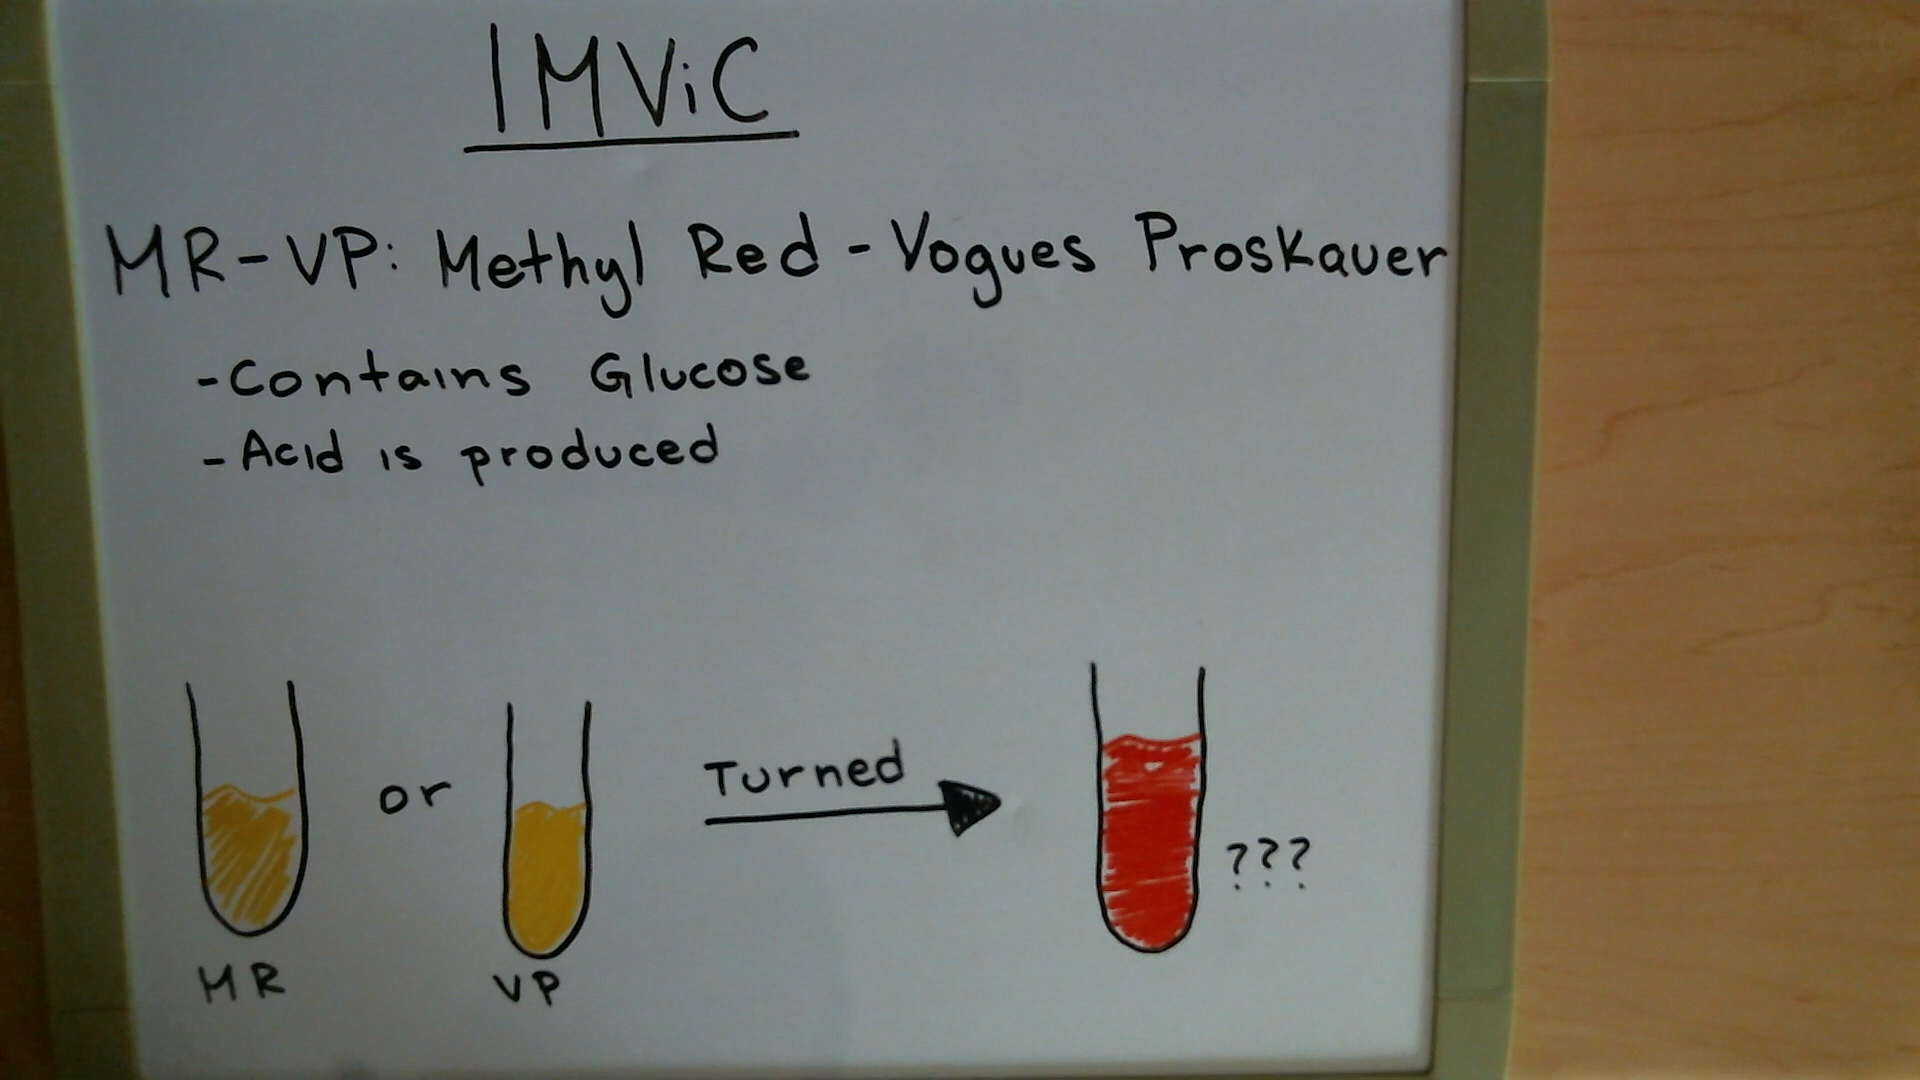 IMViC
MR-VP: Methyl Red - Vogues Proskauer
- Contains Glucose
- Acid is produced
MR or VP Turned ???